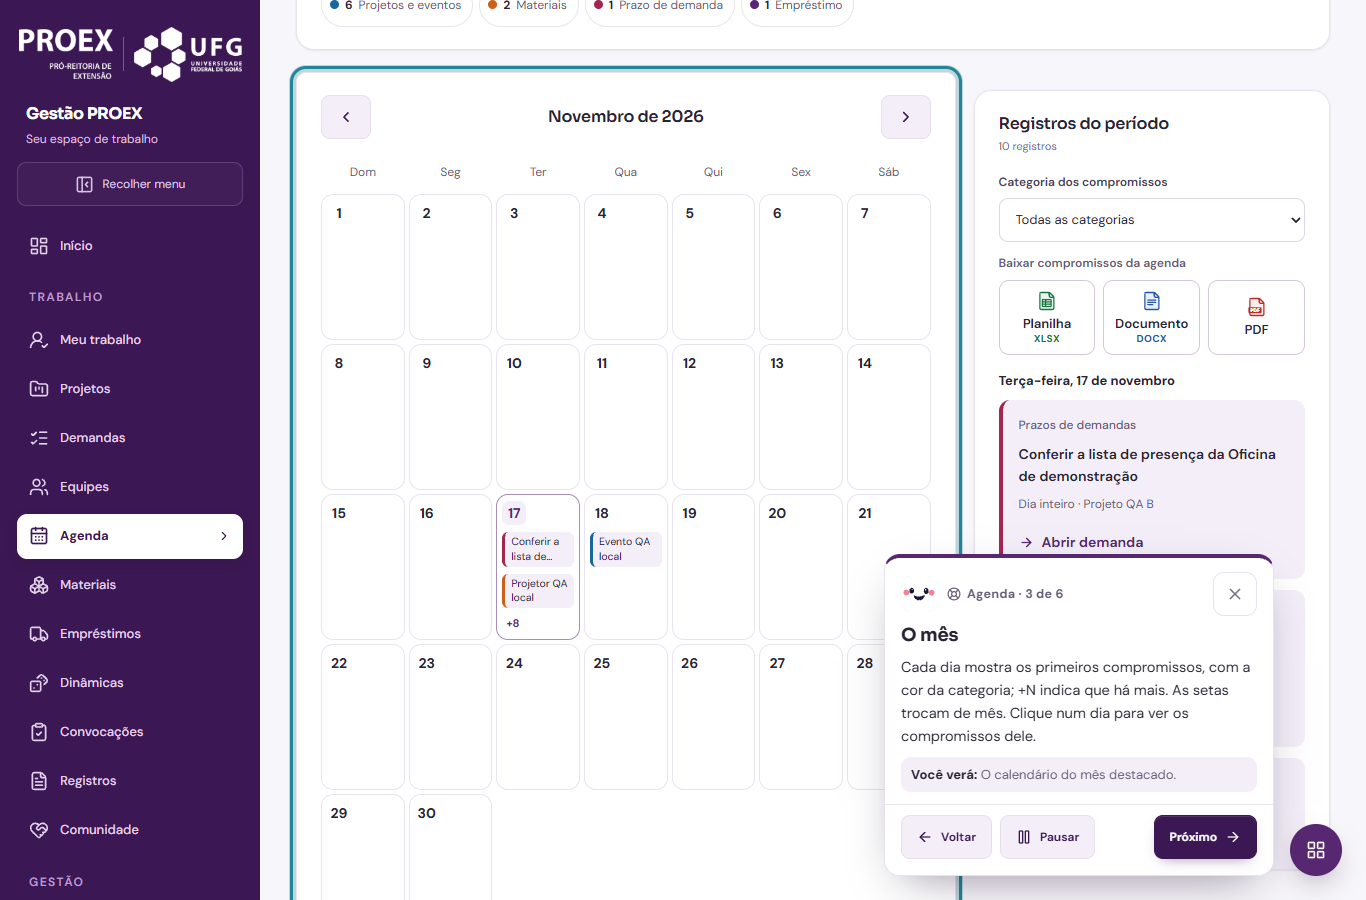 PROEX
PRÓ-REITORIA DE
EXTENSÃO
UFG
UNIVERSIDADE
FEDERAL DE GOIÁS
Gestão PROEX
Seu espaço de trabalho
Recolher menu
Início
TRABALHO
Meu trabalho
Projetos
Demandas
Equipes
Agenda
Materiais
Empréstimos
Dinâmicas
Convocações
Registros
Comunidade
GESTÃO
6 Projetos e eventos
2 Materiais
1 Prazo de demanda
1 Empréstimo
Novembro de 2026
Dom Seg Ter Qua Qui Sex Sáb
1 2 3 4 5 6 7
8 9 10 11 12 13 14
15 16 17 18 19 20 21
Conferir a
lista de...
Projetor QA
local
+8
Evento QA
local
22 23 24 25 26 27 28
29 30
Registros do período
10 registros
Categoria dos compromissos
Todas as categorias
Baixar compromissos da agenda
Planilha
XLSX
Documento
DOCX
PDF
PDF
Terça-feira, 17 de novembro
Prazos de demandas
Conferir a lista de presença da Oficina
de demonstração
Dia inteiro · Projeto QA B
Abrir demanda
Agenda · 3 de 6
O mês
Cada dia mostra os primeiros compromissos, com a
cor da categoria; +N indica que há mais. As setas
trocam de mês. Clique num dia para ver os
compromissos dele.
Você verá: O calendário do mês destacado.
Voltar
Pausar
Próximo